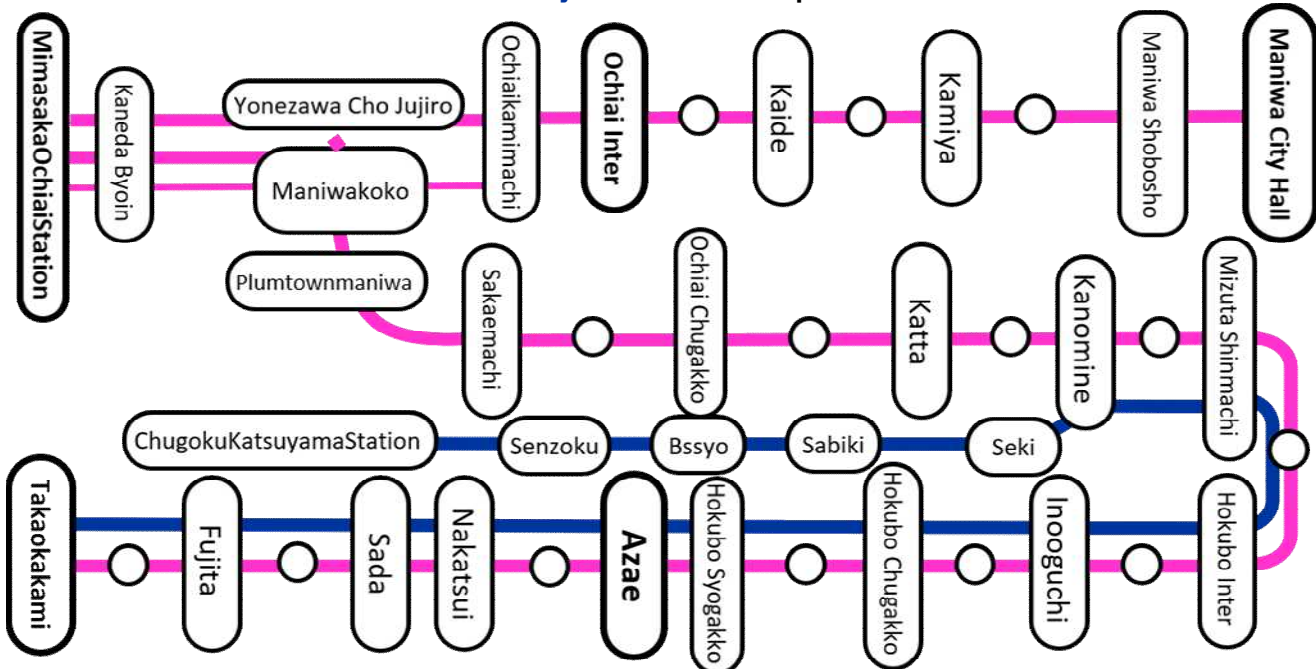 MimasakaOchiaiStation
Kaneda Byoin
Yonezawa Cho Jujiro
Maniwakoko
Plumtownmaniwa
Ochiaikamimachi
Ochiai Inter
Kaide
Kamiya
Maniwa Shobosho
Maniwa City Hall
Sakaemachi
Ochiai Chugakko
Katta
Kanomine
Mizuta Shinmachi
ChugokuKatsuyamaStation
Senzoku
Bssyo
Sabiki
Seki
Takaokakami
Fujita
Sada
Nakatsui
Azae
Hokubo Syogakko
Hokubo Chugakko
Inooguchi
Hokubo Inter